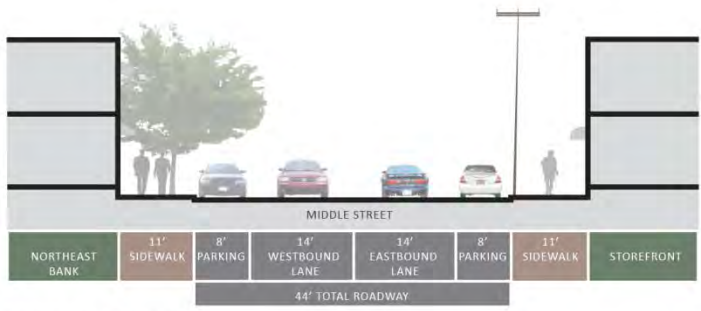 MIDDLE STREET
NORTHEAST
BANK
11'
SIDEWALK
8'
PARKING
14'
WESTBOUND
LANE
14'
EASTBOUND
LANE
8'
PARKING
11'
SIDEWALK
STOREFRONT
44' TOTAL ROADWAY